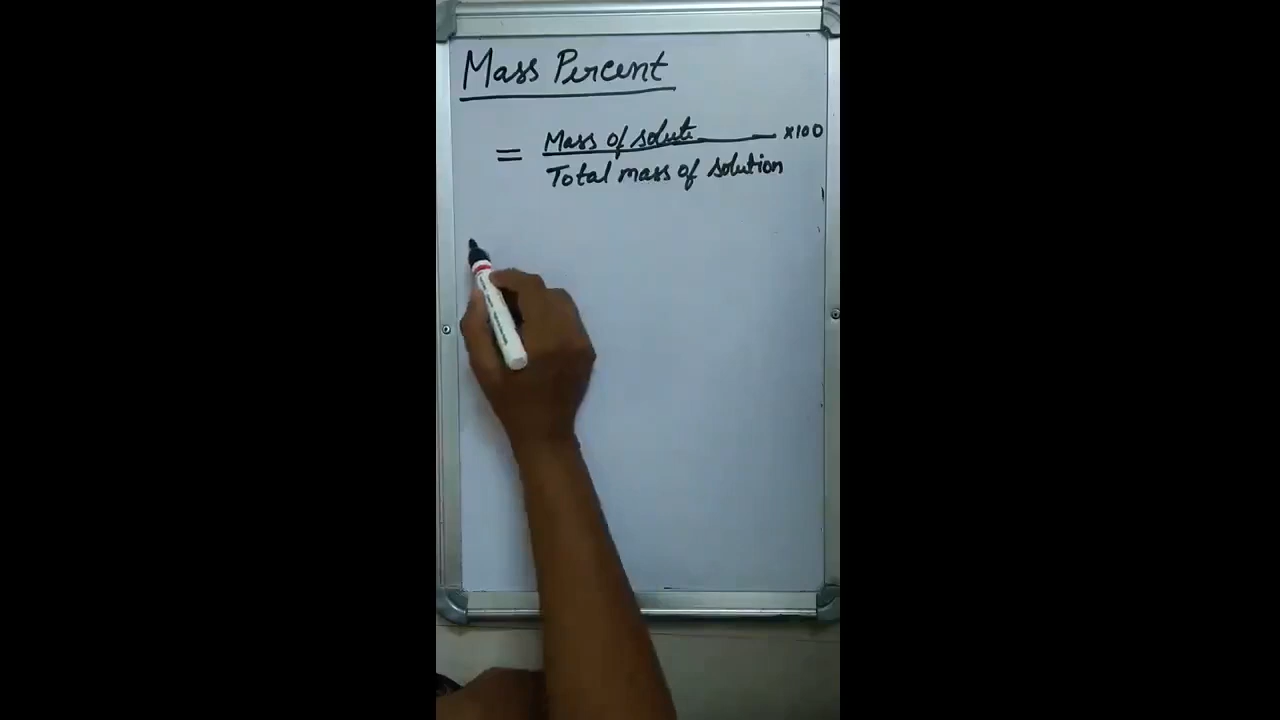 Mass Percent
= Mass of solute ×100
Total mass of solution